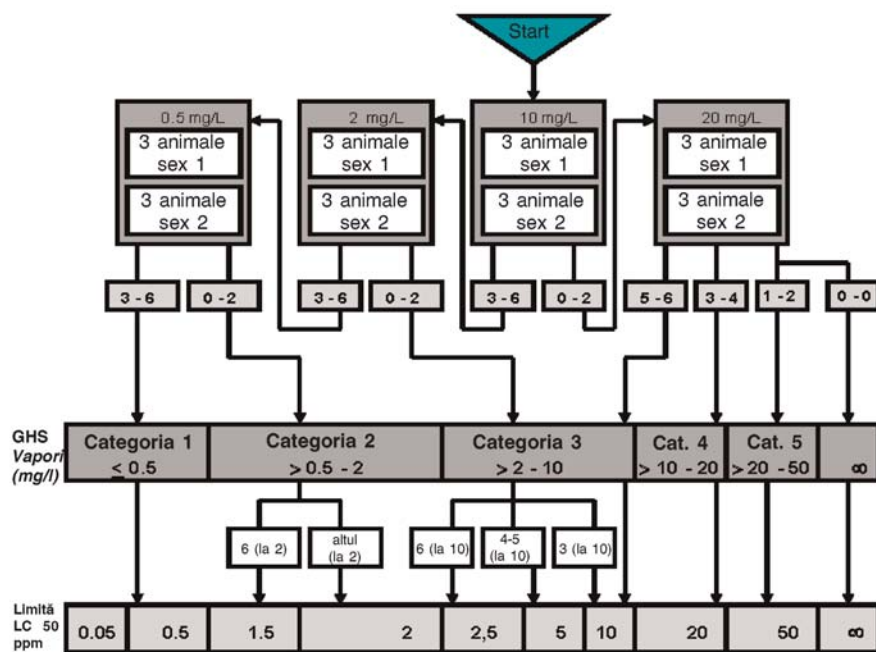 Start
0.5 mg/L
3 animale
sex 1
3 animale
sex 2
2 mg/L
3 animale
sex 1
3 animale
sex 2
10 mg/L
3 animale
sex 1
3 animale
sex 2
20 mg/L
3 animale
sex 1
3 animale
sex 2
3 - 6
0 - 2
3 - 6
0 - 2
3 - 6
0 - 2
5 - 6
3 - 4
1 - 2
0 - 0
GHS
Vapori
(mg/l)
Categoria 1
≤ 0.5
Categoria 2
> 0.5 - 2
Categoria 3
> 2 - 10
Cat. 4
> 10 - 20
Cat. 5
> 20 - 50
∞
6 (la 2)
altul
(la 2)
6 (la 10)
4-5
(la 10)
3 (la 10)
Limită
LC 50
ppm
0.05
0.5
1.5
2
2,5
5
10
20
50
∞